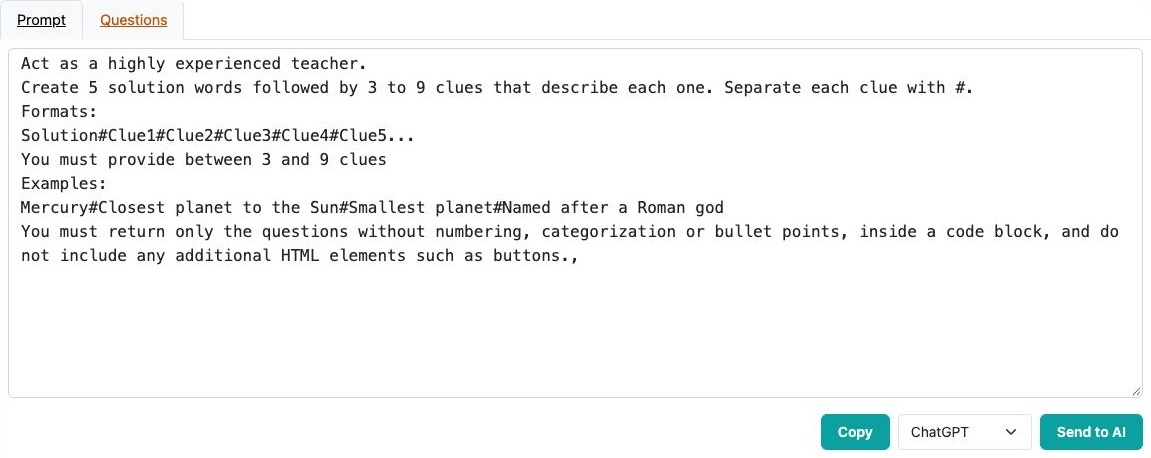 Prompt
Questions
Act as a highly experienced teacher.
Create 5 solution words followed by 3 to 9 clues that describe each one. Separate each clue with #.
Formats:
Solution#Clue1#Clue2#Clue3#Clue4#Clue5...
You must provide between 3 and 9 clues
Examples:
Mercury#Closest planet to the Sun#Smallest planet#Named after a Roman god
You must return only the questions without numbering, categorization or bullet points, inside a code block, and do
not include any additional HTML elements such as buttons.,
Copy
ChatGPT
Send to AI